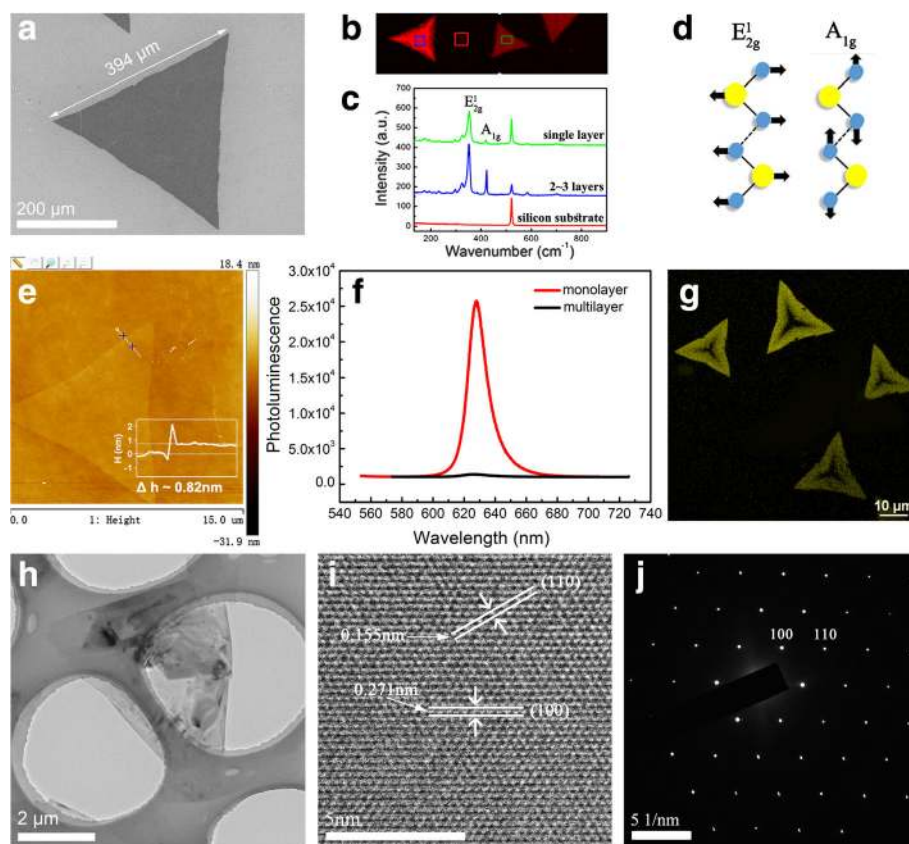 a
394 µm
200 µm
b
c
Intensity (a.u.)
700
600
500
400
300
200
100
0
E¹2g
A1g
single layer
2~3 layers
silicon substrate
200 400 600 800
Wavenumber (cm⁻¹)
d
E¹2g A1g
e
18.4 nm
H (nm)
2
1
0
-1
Δ h ~ 0.82nm
0.0 1: Height 15.0 um
-31.9 nm
f
Photoluminescence
3.0x10⁴
2.5x10⁴
2.0x10⁴
1.5x10⁴
1.0x10⁴
5.0x10³
0.0
monolayer
multilayer
540 560 580 600 620 640 660 680 700 720 740
Wavelength (nm)
g
10 µm
h
2 µm
i
(110)
0.155nm
0.271nm
(100)
5nm
j
100 110
5 1/nm